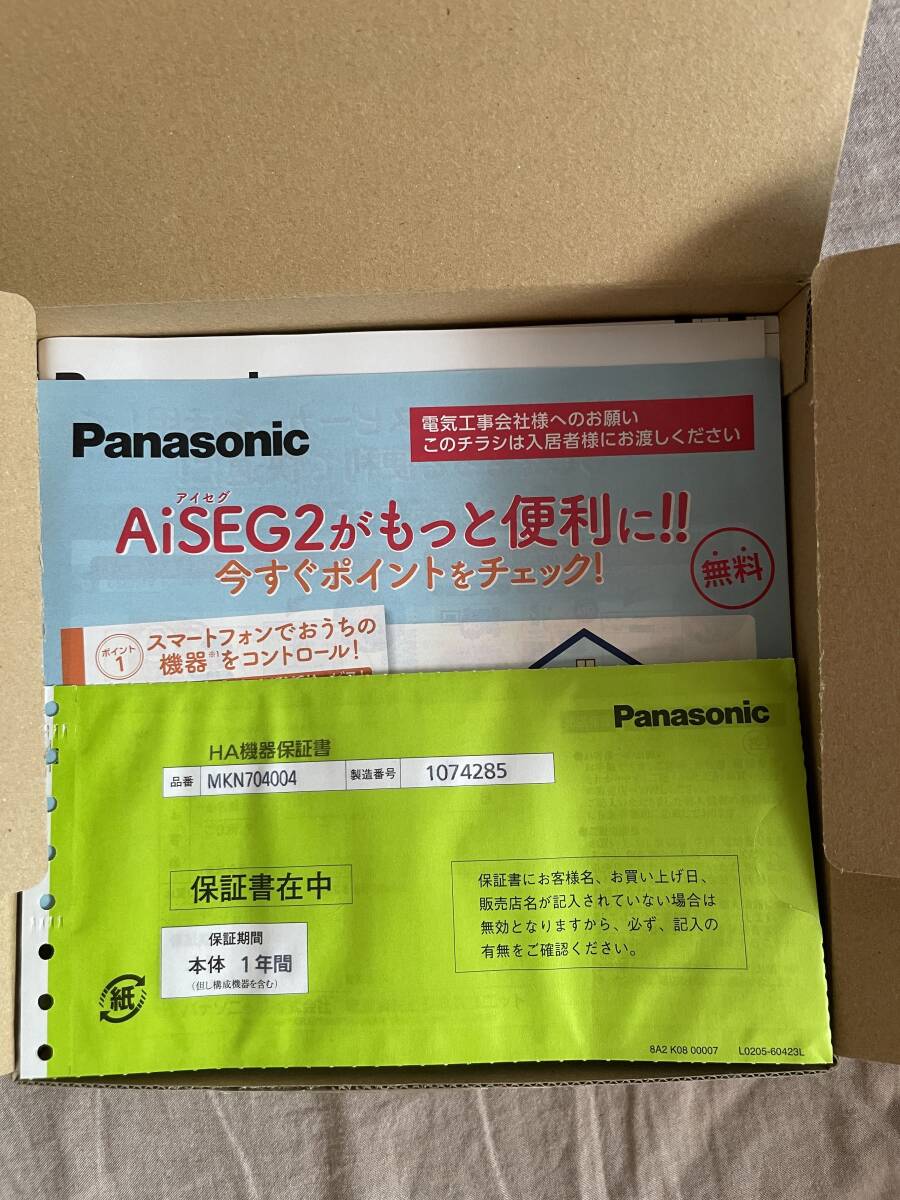 Panasonic
電気工事会社様へのお願い
このチラシは入居者様にお渡しください
アイセグ
AiSEG2がもっと便利に!!
今すぐポイントをチェック!
無料
ポイント
1
スマートフォンでおうちの
機器※1をコントロール!
Panasonic
HA機器保証書
品番 MKN704004 製造番号 1074285
保証書在中
保証期間
本体 1年間
(但し構成機器を含む)
紙
保証書にお客様名、お買い上げ日、
販売店名が記入されていない場合は
無効となりますから、必ず、記入の
有無をご確認ください。
8A2 K08 00007 L0205-60423L